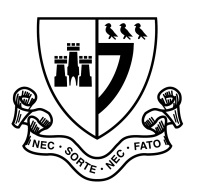 NEC · SORTE · NEC · FATO